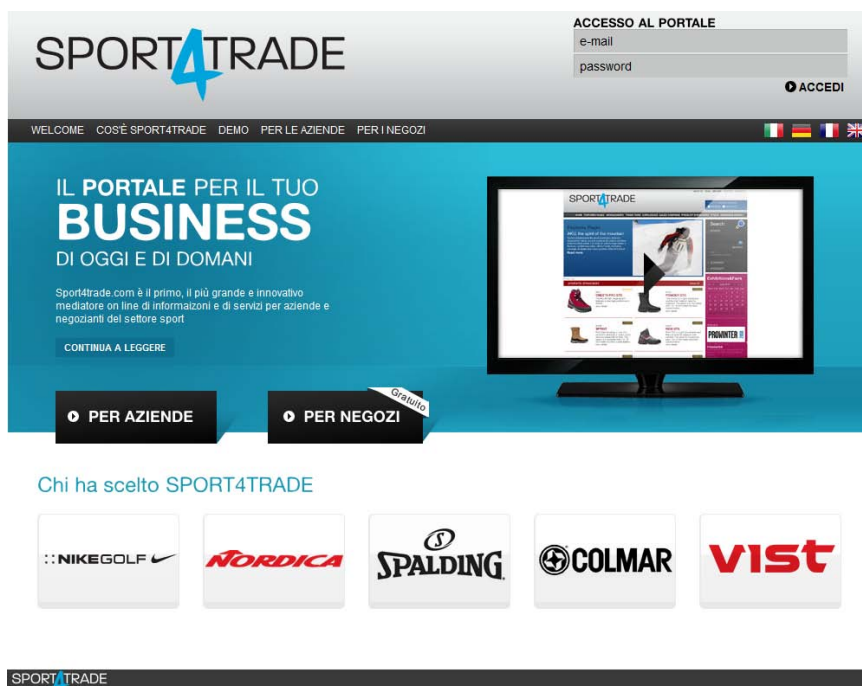 SPORT4TRADE
ACCESSO AL PORTALE
e-mail
password
ACCEDI
WELCOME COS'È SPORT4TRADE DEMO PER LE AZIENDE PER I NEGOZI
IL PORTALE PER IL TUO
BUSINESS
DI OGGI E DI DOMANI
Sport4trade.com è il primo, il più grande e innovativo
mediatore on line di informaizoni e di servizi per aziende e
negozianti del settore sport
CONTINUA A LEGGERE
SPORT4TRADE
Search
PROWINTER
PER AZIENDE
PER NEGOZI
Gratuito
Chi ha scelto SPORT4TRADE
NIKEGOLF
NORDICA
SPALDING
COLMAR
VIST
SPORT4TRADE